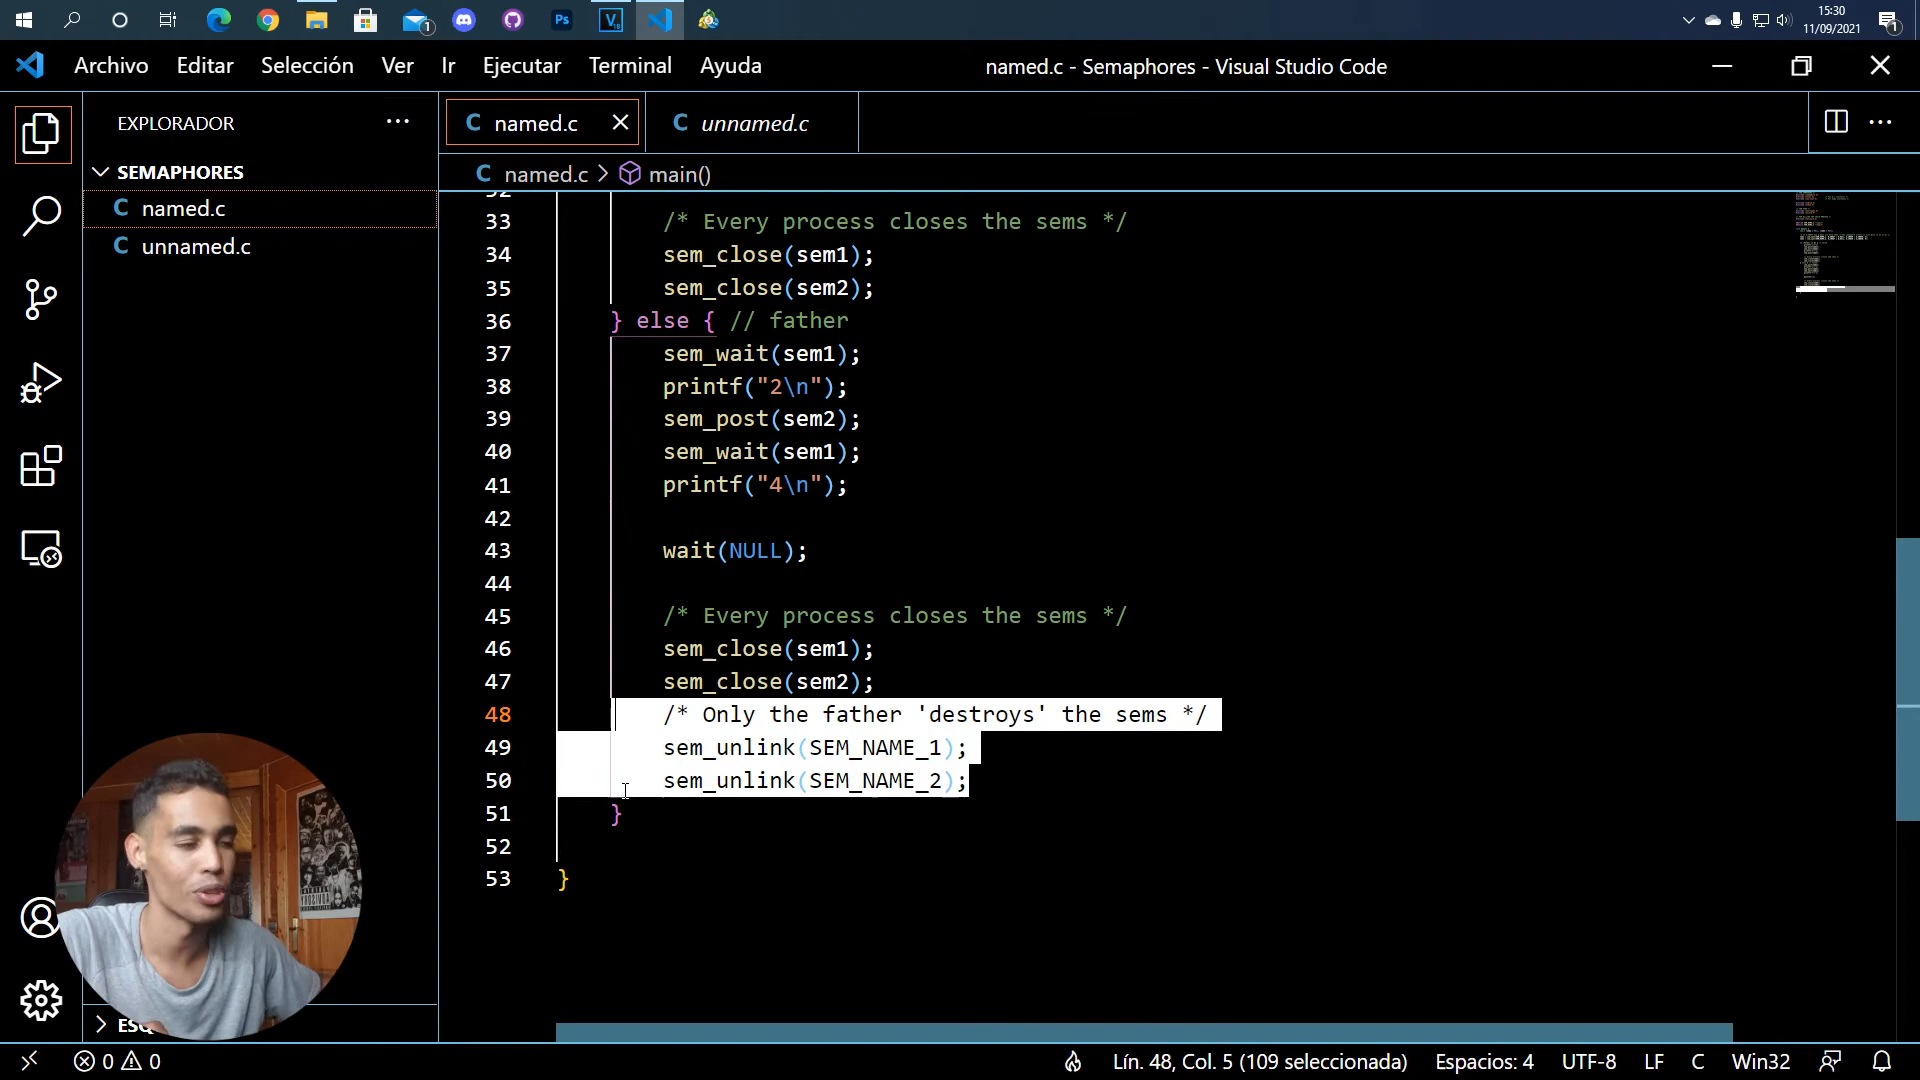 15:30
11/09/2021
1
Ps
1
Archivo Editar Selección Ver Ir Ejecutar Terminal Ayuda
named.c - Semaphores - Visual Studio Code
EXPLORADOR
C named.c
C unnamed.c
SEMAPHORES
C named.c > main()
C named.c
C unnamed.c
33 /* Every process closes the sems */
34 sem_close(sem1);
35 sem_close(sem2);
36 } else { // father
37 sem_wait(sem1);
38 printf("2\n");
39 sem_post(sem2);
40 sem_wait(sem1);
41 printf("4\n");
42
43 wait(NULL);
44
45 /* Every process closes the sems */
46 sem_close(sem1);
47 sem_close(sem2);
48 /* Only the father 'destroys' the sems */
49 sem_unlink(SEM_NAME_1);
50 sem_unlink(SEM_NAME_2);
51 }
52
53 }
0 0
Lín. 48, Col. 5 (109 seleccionada) Espacios: 4 UTF-8 LF C Win32